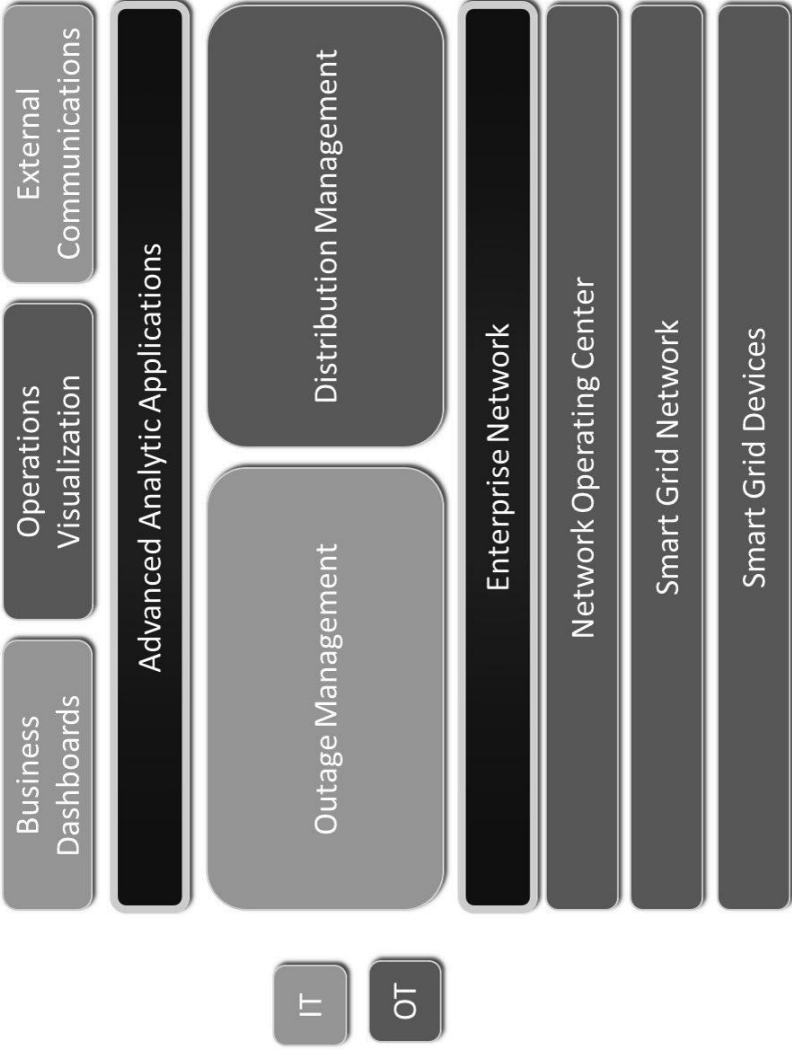 Business
Dashboards
Operations
Visualization
External
Communications
Advanced Analytic Applications
Outage Management
Distribution Management
Enterprise Network
Network Operating Center
Smart Grid Network
Smart Grid Devices
IT
OT